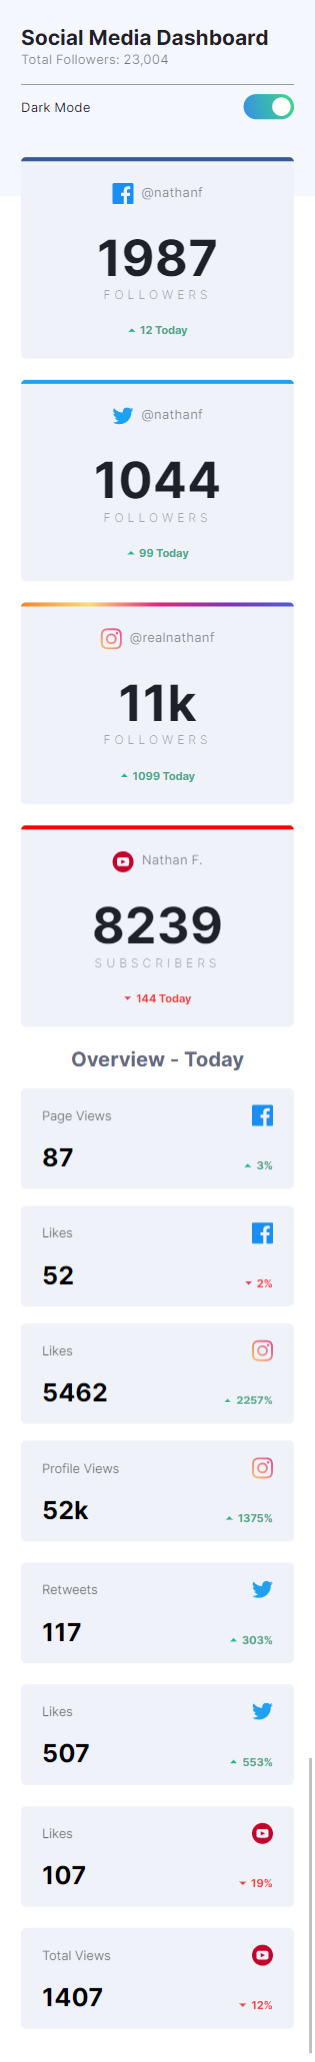 Social Media Dashboard
Total Followers: 23,004
Dark Mode
@nathanf
1987
FOLLOWERS
12 Today
@nathanf
1044
FOLLOWERS
99 Today
@realnathanf
11k
FOLLOWERS
1099 Today
Nathan F.
8239
SUBSCRIBERS
144 Today
Overview - Today
Page Views
87
3%
Likes
52
2%
Likes
5462
2257%
Profile Views
52k
1375%
Retweets
117
303%
Likes
507
553%
Likes
107
19%
Total Views
1407
12%